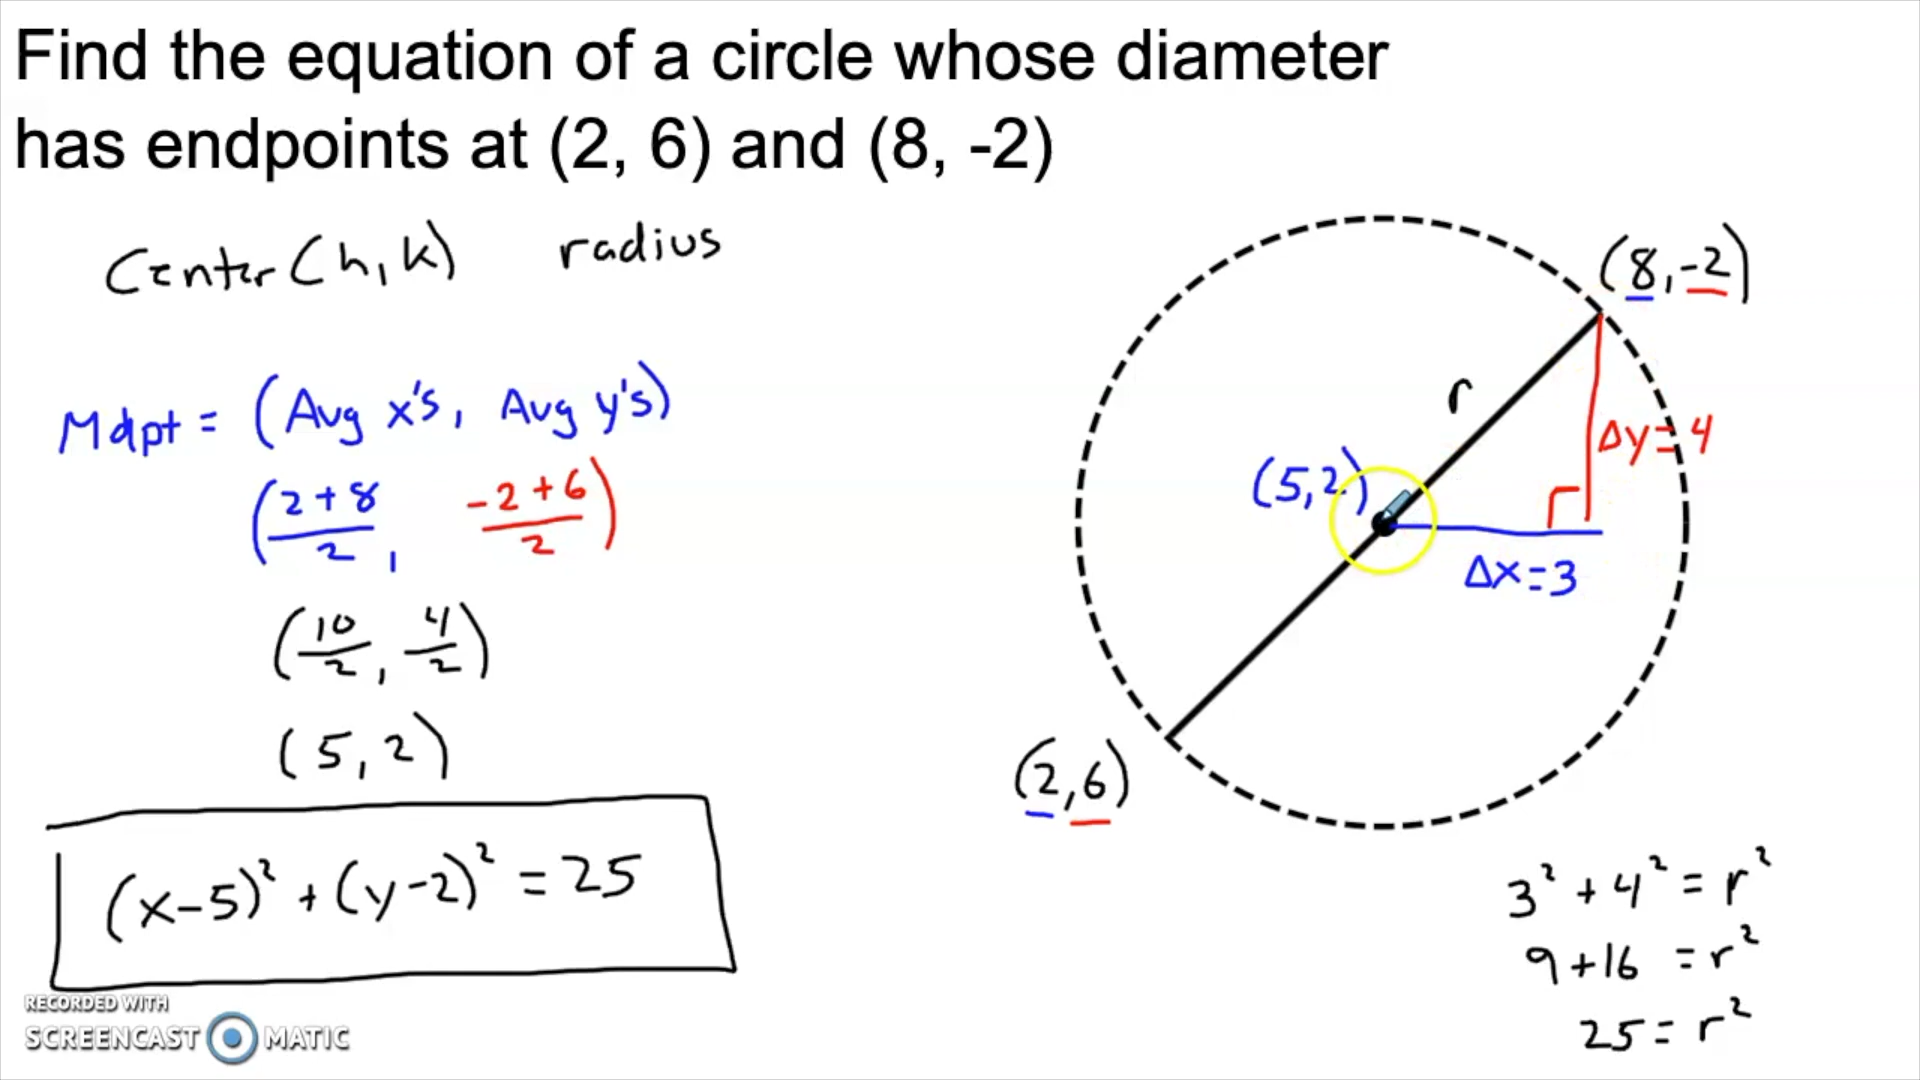 Find the equation of a circle whose diameter
has endpoints at (2, 6) and (8, -2)
Center (h, k) radius
Mdpt = (Avg x's, Avg y's)
(2+8/2, -2+6/2)
(10/2, 4/2)
(5, 2)
(x-5)² + (y-2)² = 25
(8, -2)
r
Δy=4
(5,2)
Δx=3
(2,6)
3² + 4² = r²
9+16 = r²
25 = r²
RECORDED WITH
SCREENCAST MATIC